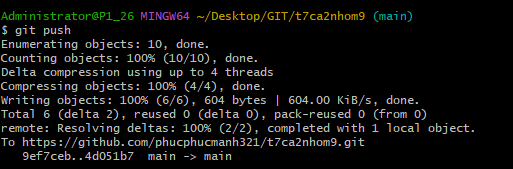 Administrator@P1_26 MINGW64 ~/Desktop/GIT/t7ca2nhom9 (main)
$ git push
Enumerating objects: 10, done.
Counting objects: 100% (10/10), done.
Delta compression using up to 4 threads
Compressing objects: 100% (4/4), done.
Writing objects: 100% (6/6), 604 bytes | 604.00 KiB/s, done.
Total 6 (delta 2), reused 0 (delta 0), pack-reused 0 (from 0)
remote: Resolving deltas: 100% (2/2), completed with 1 local object.
To https://github.com/phucphucmanh321/t7ca2nhom9.git
   9ef7ceb..4d051b7  main -> main